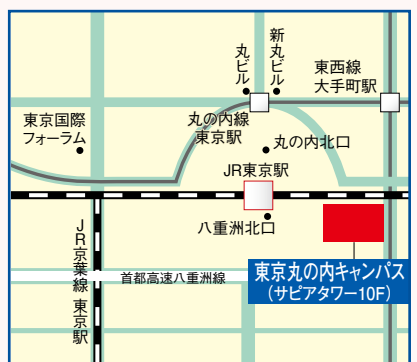 新丸ビル
丸ビル
東西線
大手町駅
東京国際
フォーラム
丸の内線
東京駅
丸の内北口
JR東京駅
八重洲北口
JR京葉線 東京駅
首都高速八重洲線
東京丸の内キャンパス
(サピアタワー10F)